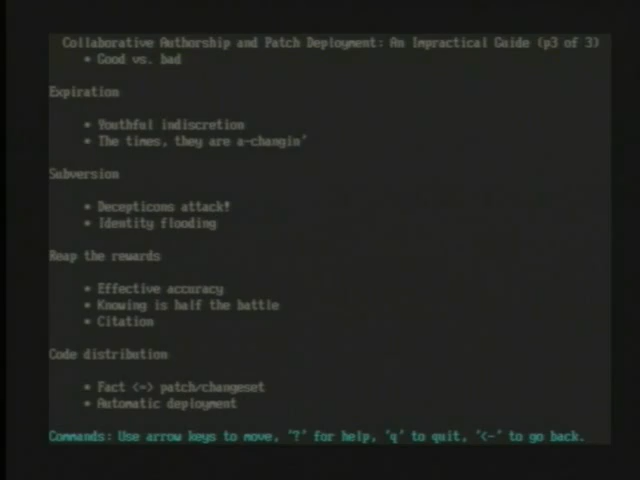 Collaborative Authorship and Patch Deployment: An Impractical Guide (p3 of 3)
* Good vs. bad
Expiration
* Youthful indiscretion
* The times, they are a-changin'
Subversion
* Decepticons attack!
* Identity flooding
Reap the rewards
* Effective accuracy
* Knowing is half the battle
* Citation
Code distribution
* Fact <=> patch/changeset
* Automatic deployment
Commands: Use arrow keys to move, '?' for help, 'q' to quit, '<-' to go back.